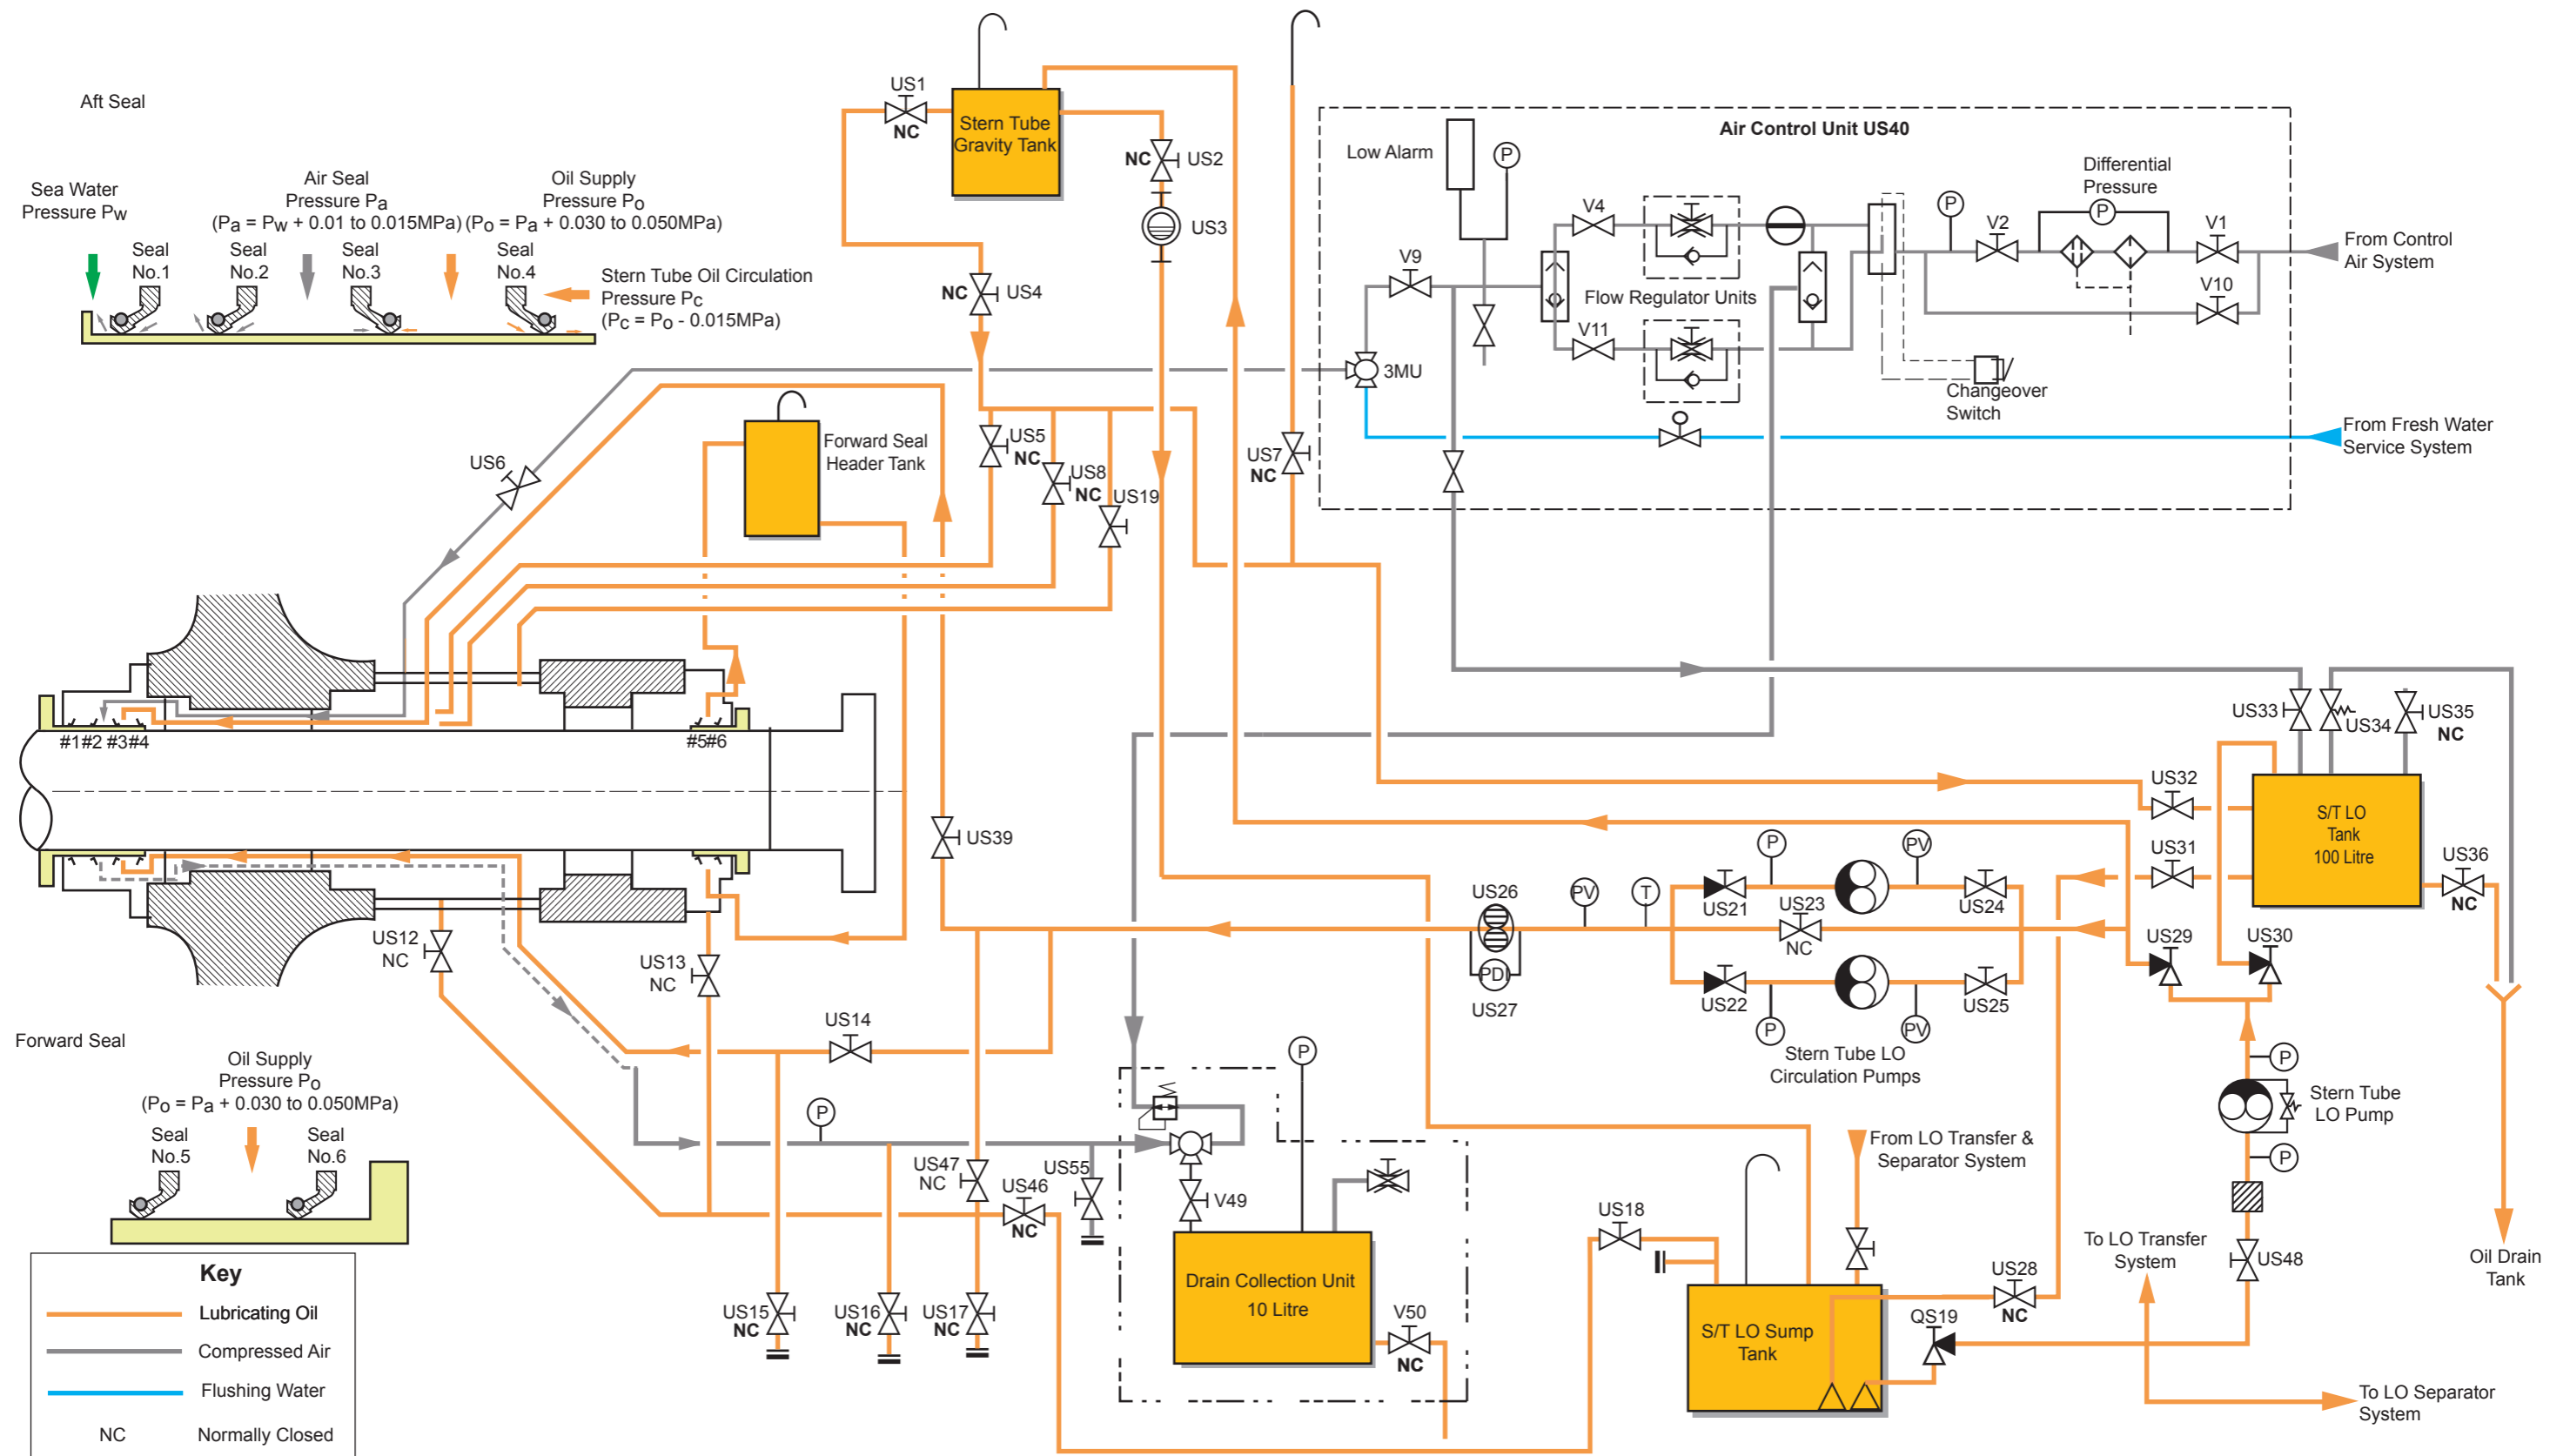 Aft Seal
Sea Water
Pressure Pw
Air Seal
Pressure Pa
(Pa = Pw + 0.01 to 0.015MPa)
Oil Supply
Pressure Po
(Po = Pa + 0.030 to 0.050MPa)
Seal
No.1
Seal
No.2
Seal
No.3
Seal
No.4
Stern Tube Oil Circulation
Pressure Pc
(Pc = Po - 0.015MPa)
US1
NC
Stern Tube
Gravity Tank
NC
US2
US3
NC
US4
Forward Seal
Header Tank
US5
NC
US8
NC
US19
US6
US7
NC
Air Control Unit US40
Low Alarm
P
V4
V9
V11
3MU
Flow Regulator Units
P
V2
Differential
Pressure
P
V1
V10
Changeover
Switch
From Control
Air System
From Fresh Water
Service System
#1
#2
#3
#4
#5
#6
US39
US33
US34
US35
NC
US32
US31
S/T LO
Tank
100 Litre
US36
NC
US29
US30
US26
PDI
US27
PV
T
P
PV
US21
US23
NC
US24
US22
US25
P
PV
Stern Tube LO
Circulation Pumps
US12
NC
US13
NC
US14
P
P
P
Stern Tube
LO Pump
P
Forward Seal
Oil Supply
Pressure Po
(Po = Pa + 0.030 to 0.050MPa)
Seal
No.5
Seal
No.6
US47
NC
US46
NC
US55
V49
From LO Transfer &
Separator System
US18
To LO Transfer
System
US48
Oil Drain
Tank
US15
NC
US16
NC
US17
NC
Drain Collection Unit
10 Litre
V50
NC
S/T LO Sump
Tank
US28
NC
QS19
To LO Separator
System
Key
Lubricating Oil
Compressed Air
Flushing Water
NC
Normally Closed